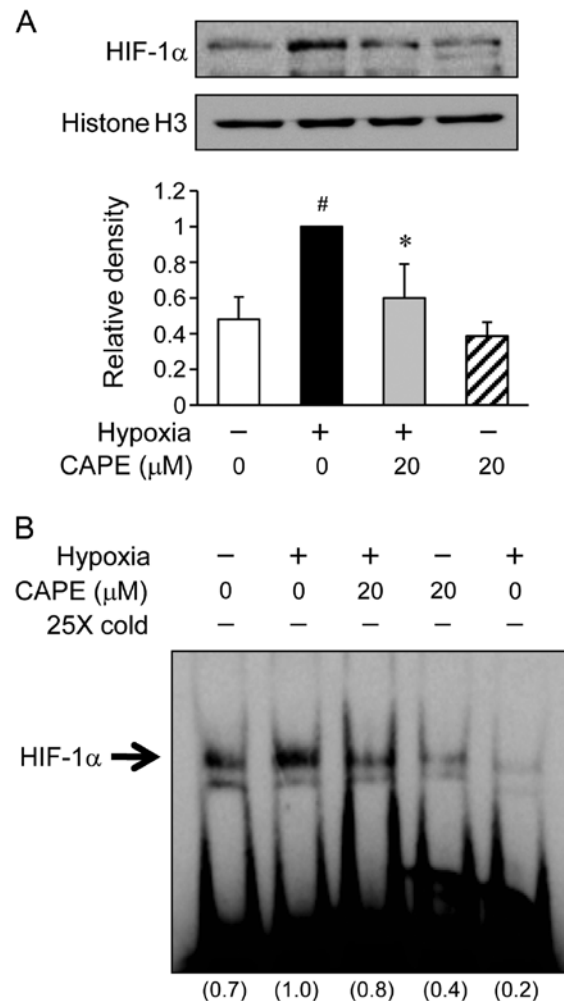 A
HIF-1α
Histone H3
1.2
1
0.8
0.6
0.4
0.2
0
Relative density
#
*
Hypoxia − + + −
CAPE (μM) 0 0 20 20
B
Hypoxia − + + − +
CAPE (μM) 0 0 20 20 0
25X cold − − − − −
HIF-1α
(0.7) (1.0) (0.8) (0.4) (0.2)